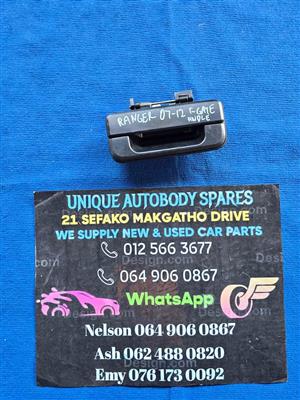 RANGER 07-12 T-GATE
HNDLE
UNIQUE AUTOBODY SPARES
21 SEFAKO MAKGATHO DRIVE
WE SUPPLY NEW & USED CAR PARTS
012 566 3677
064 906 0867
WhatsApp
Nelson 064 906 0867
Ash 062 488 0820
Emy 076 173 0092